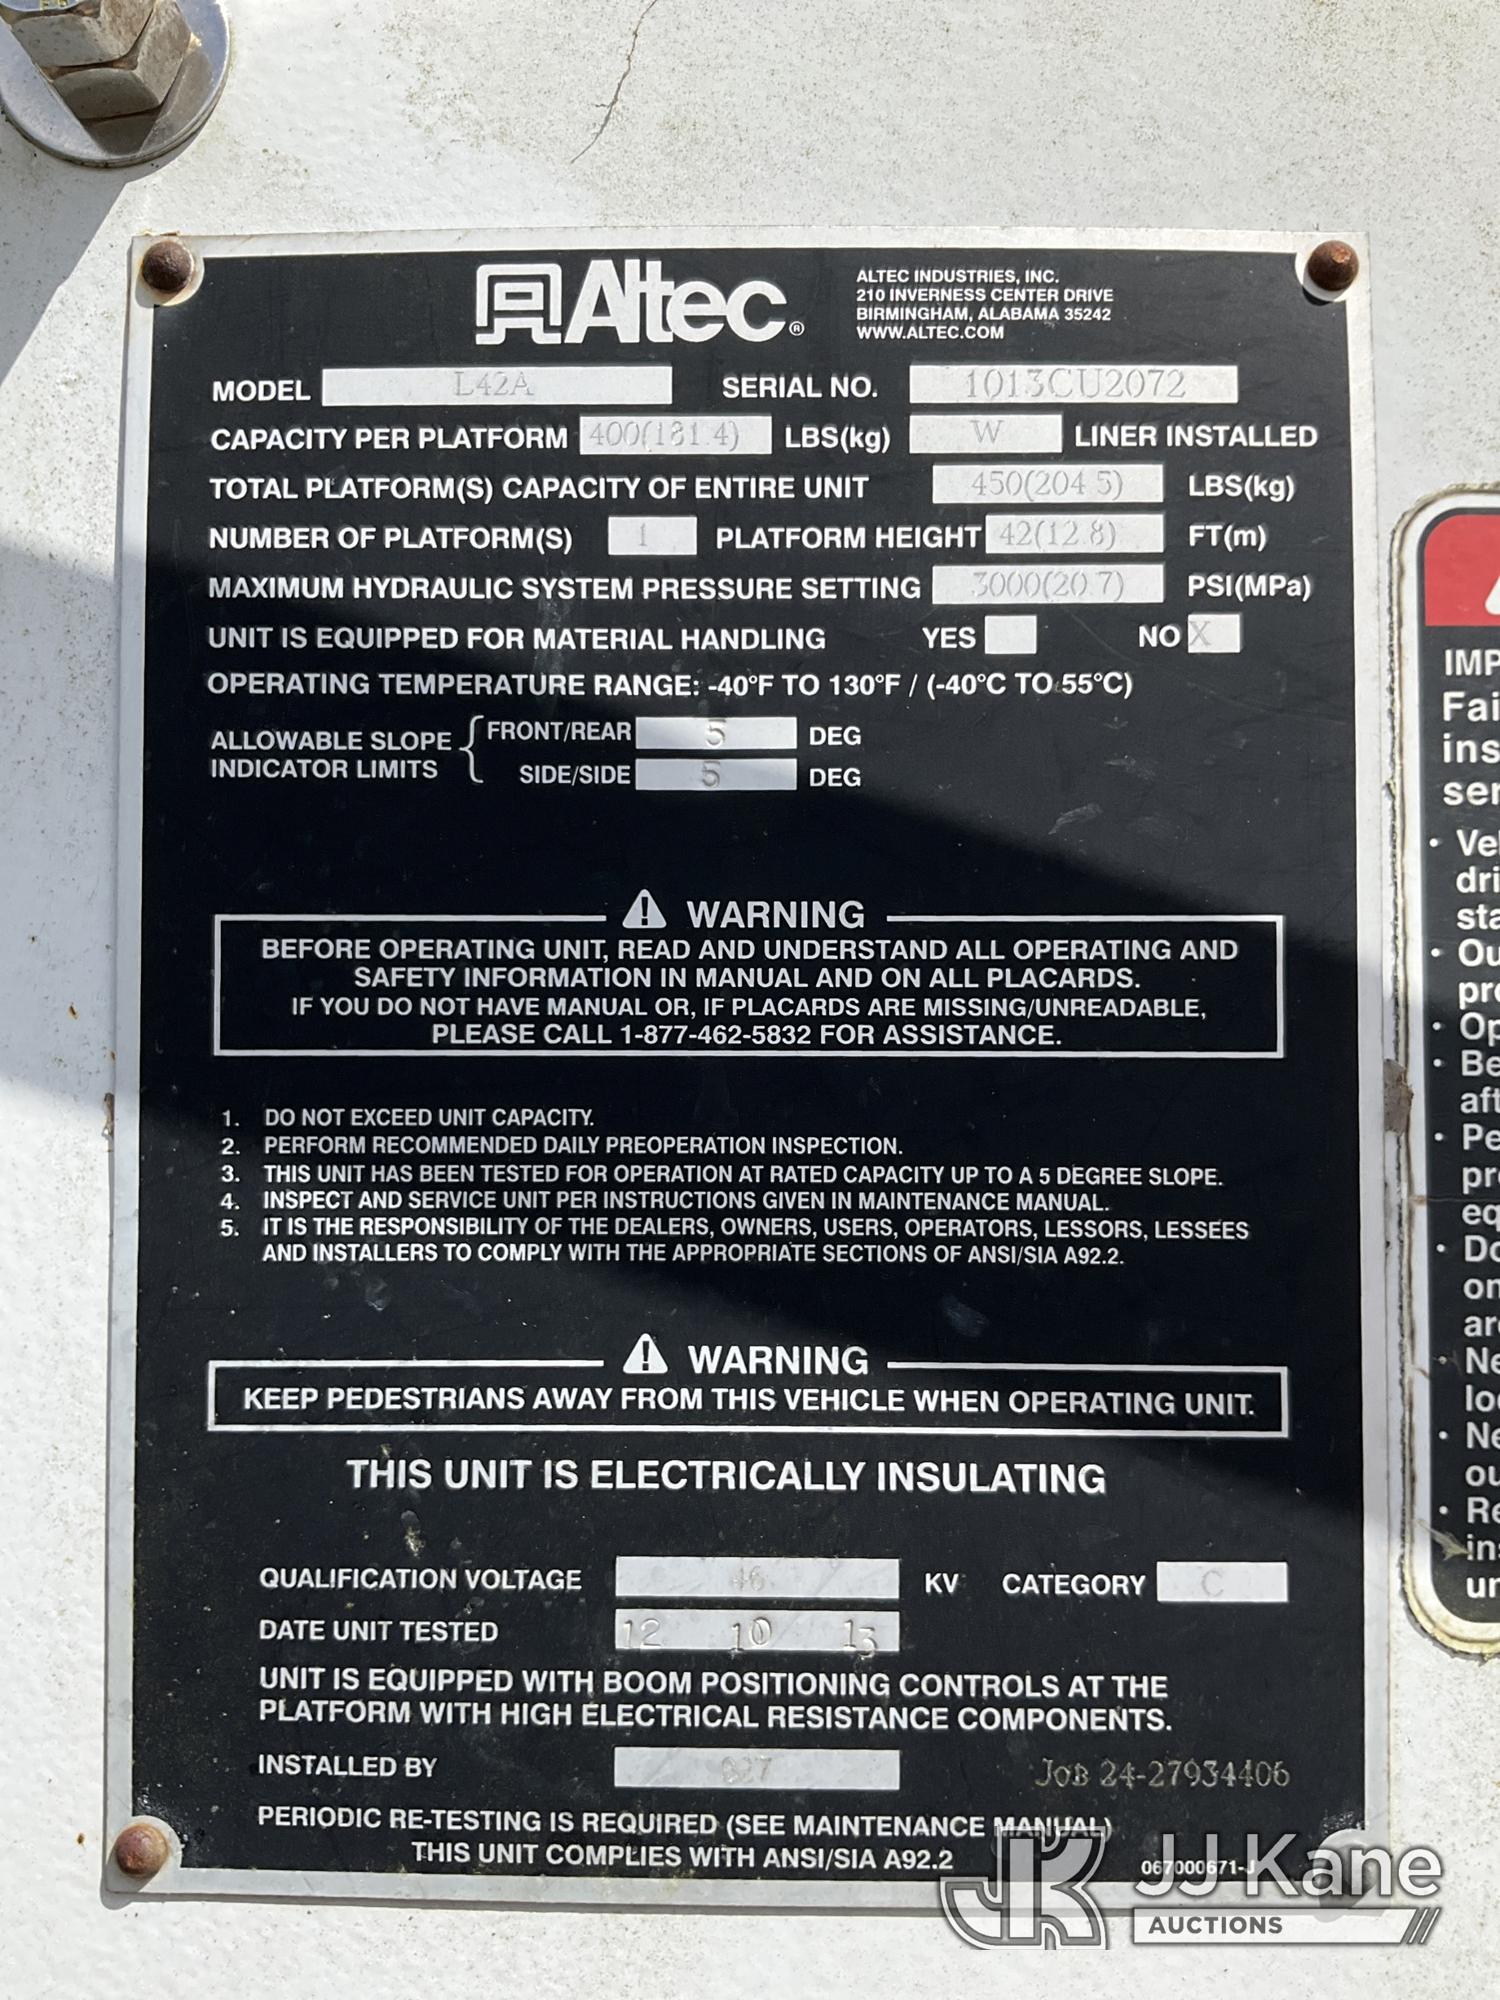 Altec®
ALTEC INDUSTRIES, INC.
210 INVERNESS CENTER DRIVE
BIRMINGHAM, ALABAMA 35242
WWW.ALTEC.COM
MODEL L42A SERIAL NO. 1013CU2072
CAPACITY PER PLATFORM 400(181.4) LBS(kg) W LINER INSTALLED
TOTAL PLATFORM(S) CAPACITY OF ENTIRE UNIT 450(204.5) LBS(kg)
NUMBER OF PLATFORM(S) 1 PLATFORM HEIGHT 42(12.8) FT(m)
MAXIMUM HYDRAULIC SYSTEM PRESSURE SETTING 3000(20.7) PSI(MPa)
UNIT IS EQUIPPED FOR MATERIAL HANDLING YES NO X
OPERATING TEMPERATURE RANGE: -40°F TO 130°F / (-40°C TO 55°C)
ALLOWABLE SLOPE INDICATOR LIMITS
FRONT/REAR 5 DEG
SIDE/SIDE 5 DEG
⚠ WARNING
BEFORE OPERATING UNIT, READ AND UNDERSTAND ALL OPERATING AND
SAFETY INFORMATION IN MANUAL AND ON ALL PLACARDS.
IF YOU DO NOT HAVE MANUAL OR, IF PLACARDS ARE MISSING/UNREADABLE,
PLEASE CALL 1-877-462-5832 FOR ASSISTANCE.
1. DO NOT EXCEED UNIT CAPACITY.
2. PERFORM RECOMMENDED DAILY PREOPERATION INSPECTION.
3. THIS UNIT HAS BEEN TESTED FOR OPERATION AT RATED CAPACITY UP TO A 5 DEGREE SLOPE.
4. INSPECT AND SERVICE UNIT PER INSTRUCTIONS GIVEN IN MAINTENANCE MANUAL.
5. IT IS THE RESPONSIBILITY OF THE DEALERS, OWNERS, USERS, OPERATORS, LESSORS, LESSEES
AND INSTALLERS TO COMPLY WITH THE APPROPRIATE SECTIONS OF ANSI/SIA A92.2.
⚠ WARNING
KEEP PEDESTRIANS AWAY FROM THIS VEHICLE WHEN OPERATING UNIT.
THIS UNIT IS ELECTRICALLY INSULATING
QUALIFICATION VOLTAGE 46 KV CATEGORY C
DATE UNIT TESTED 12 10 13
UNIT IS EQUIPPED WITH BOOM POSITIONING CONTROLS AT THE
PLATFORM WITH HIGH ELECTRICAL RESISTANCE COMPONENTS.
INSTALLED BY 827
Job 24-27934406
PERIODIC RE-TESTING IS REQUIRED (SEE MAINTENANCE MANUAL)
THIS UNIT COMPLIES WITH ANSI/SIA A92.2
067000671-J
JJ Kane
AUCTIONS